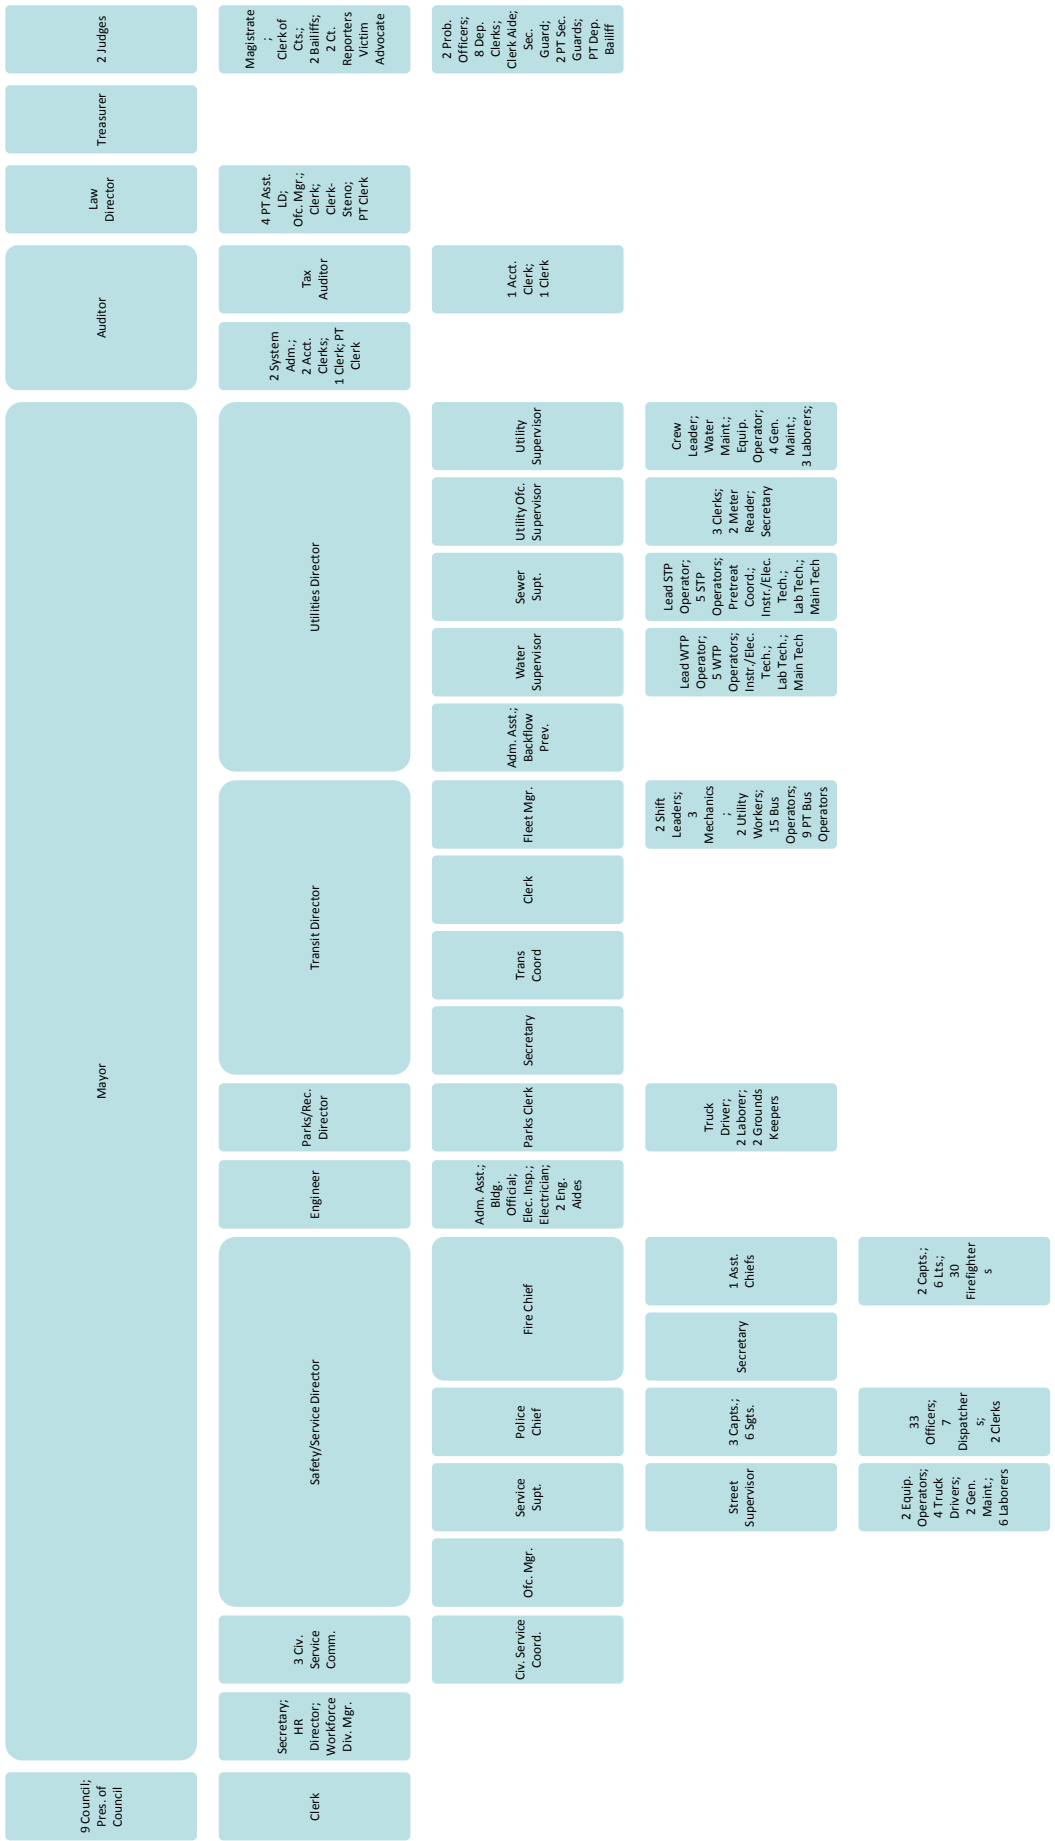 9 Council;
Pres. of
Council
Mayor
Auditor
Law
Director
Treasurer
2 Judges
Clerk
Secretary;
HR
Director;
Workforce
Div. Mgr.
3 Civ.
Service
Comm.
Safety/Service Director
Engineer
Parks/Rec.
Director
Transit Director
Utilities Director
2 System
Adm.;
2 Acct.
Clerks;
1 Clerk; PT
Clerk
Tax
Auditor
4 PT Asst.
LD;
Ofc. Mgr.;
Clerk;
Clerk-
Steno;
PT Clerk
Magistrate
;
Clerk of
Cts.;
2 Bailiffs;
2 Ct.
Reporters
Victim
Advocate
Civ. Service
Coord.
Ofc. Mgr.
Service
Supt.
Police
Chief
Fire Chief
Adm. Asst.;
Bldg.
Official;
Elec. Insp.;
Electrician;
2 Eng.
Aides
Parks Clerk
Secretary
Trans
Coord
Clerk
Fleet Mgr.
Adm. Asst.;
Backflow
Prev.
Water
Supervisor
Sewer
Supt.
Utility Ofc.
Supervisor
Utility
Supervisor
1 Acct.
Clerk;
1 Clerk
2 Prob.
Officers;
8 Dep.
Clerks;
Clerk Aide;
Sec.
Guard;
2 PT Sec.
Guards;
PT Dep.
Bailiff
Street
Supervisor
3 Capts.;
6 Sgts.
Secretary
1 Asst.
Chiefs
Truck
Driver;
2 Laborer;
2 Grounds
Keepers
2 Shift
Leaders;
3
Mechanics
;
2 Utility
Workers;
15 Bus
Operators;
9 PT Bus
Operators
Lead WTP
Operator;
5 WTP
Operators;
Instr./Elec.
Tech.;
Lab Tech.;
Main Tech
Lead STP
Operator;
5 STP
Operators;
Pretreat
Coord.;
Instr./Elec.
Tech.;
Lab Tech.;
Main Tech
3 Clerks;
2 Meter
Reader;
Secretary
Crew
Leader;
Water
Maint.;
Equip.
Operator;
4 Gen.
Maint.;
3 Laborers;
2 Equip.
Operators;
4 Truck
Drivers;
2 Gen.
Maint.;
6 Laborers
33
Officers;
7
Dispatcher
s;
2 Clerks
2 Capts.;
6 Lts.;
30
Firefighter
s